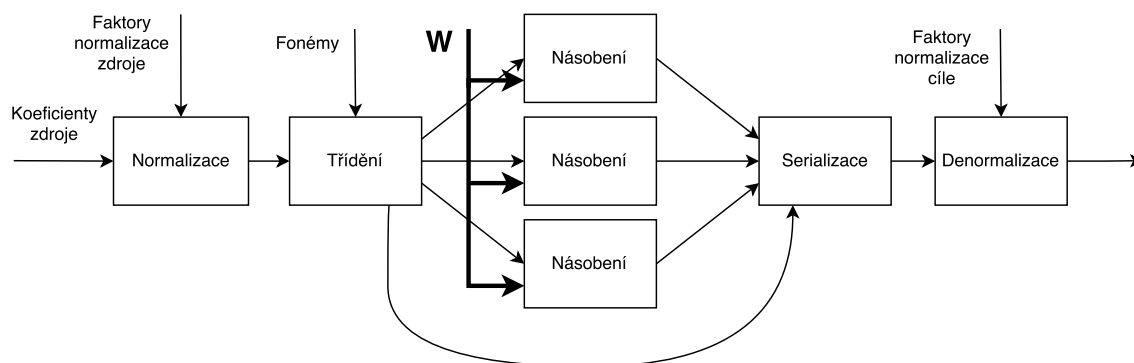 Faktory
normalizace
zdroje
Fonémy
W
Násobení
Faktory
normalizace
cíle
Koeficienty
zdroje
Normalizace
Třídění
Násobení
Serializace
Denormalizace
Násobení